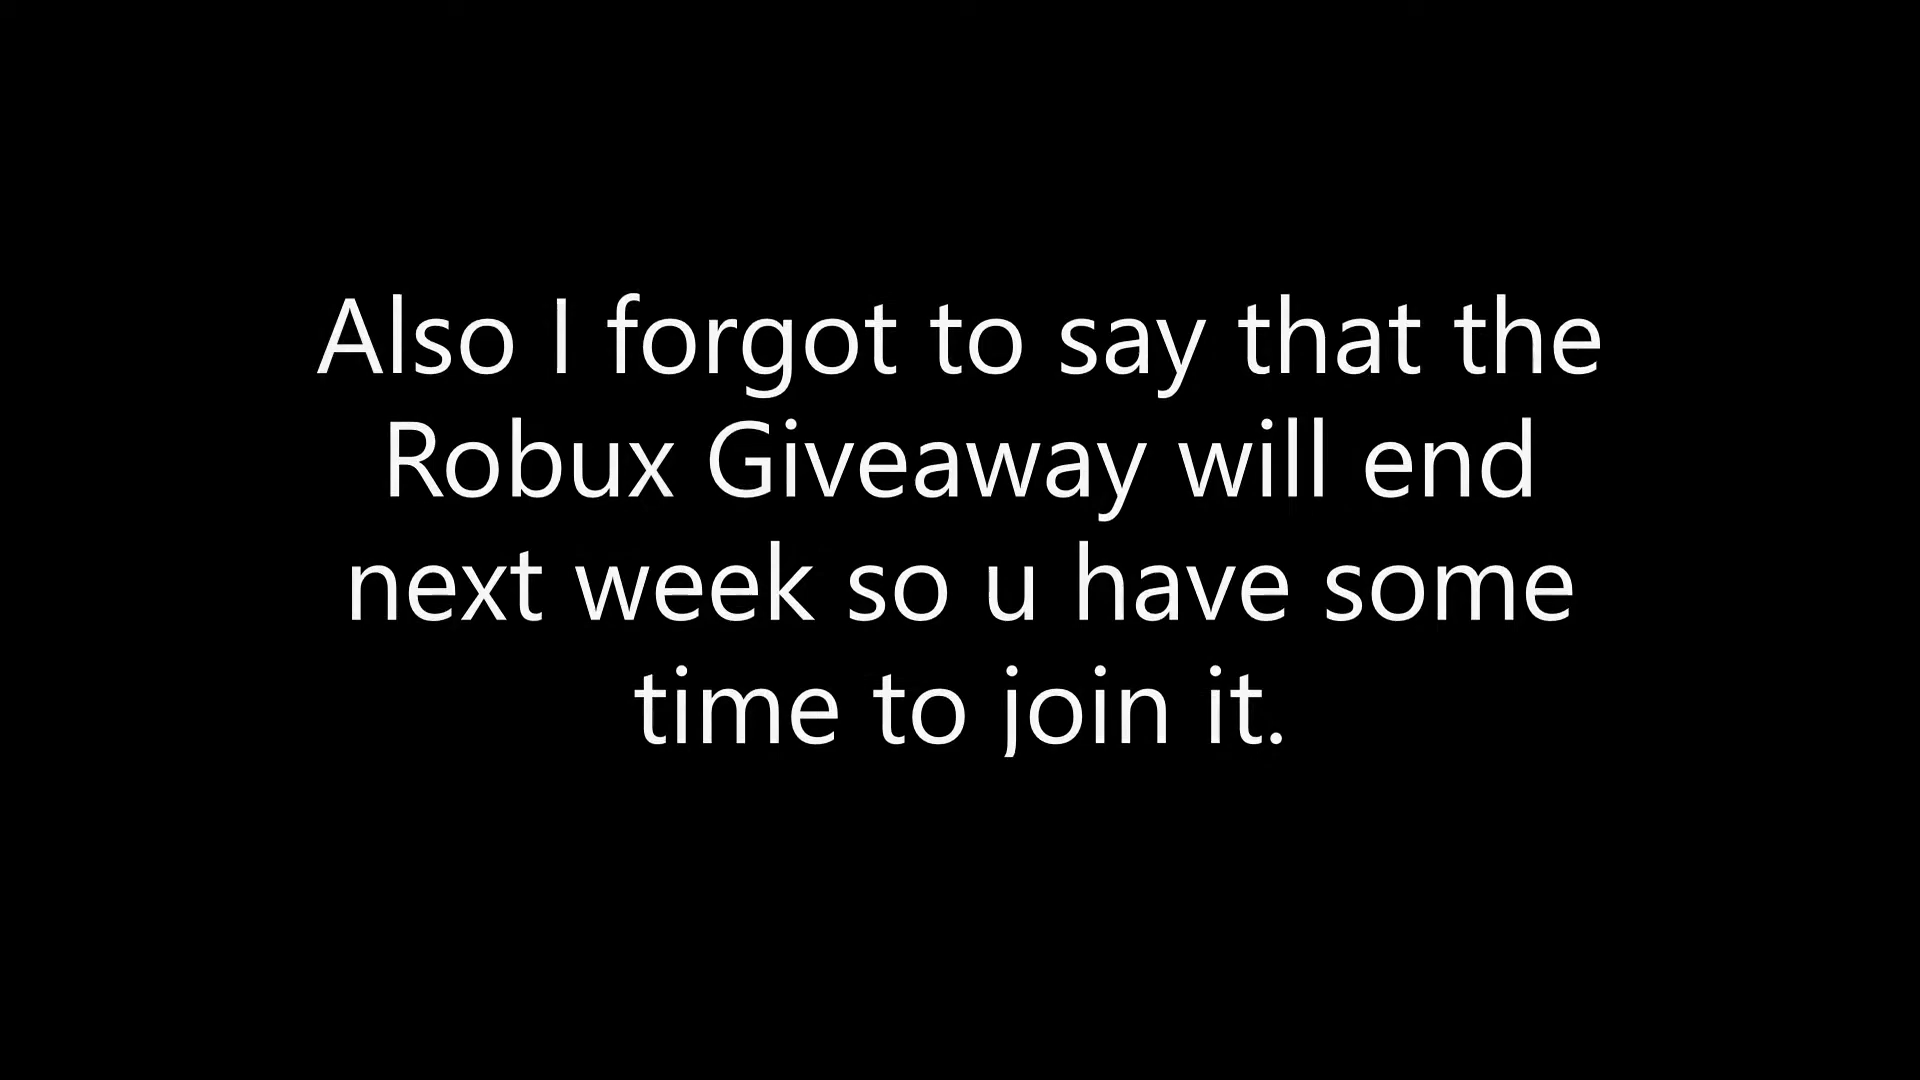 Also I forgot to say that the
Robux Giveaway will end
next week so u have some
time to join it.